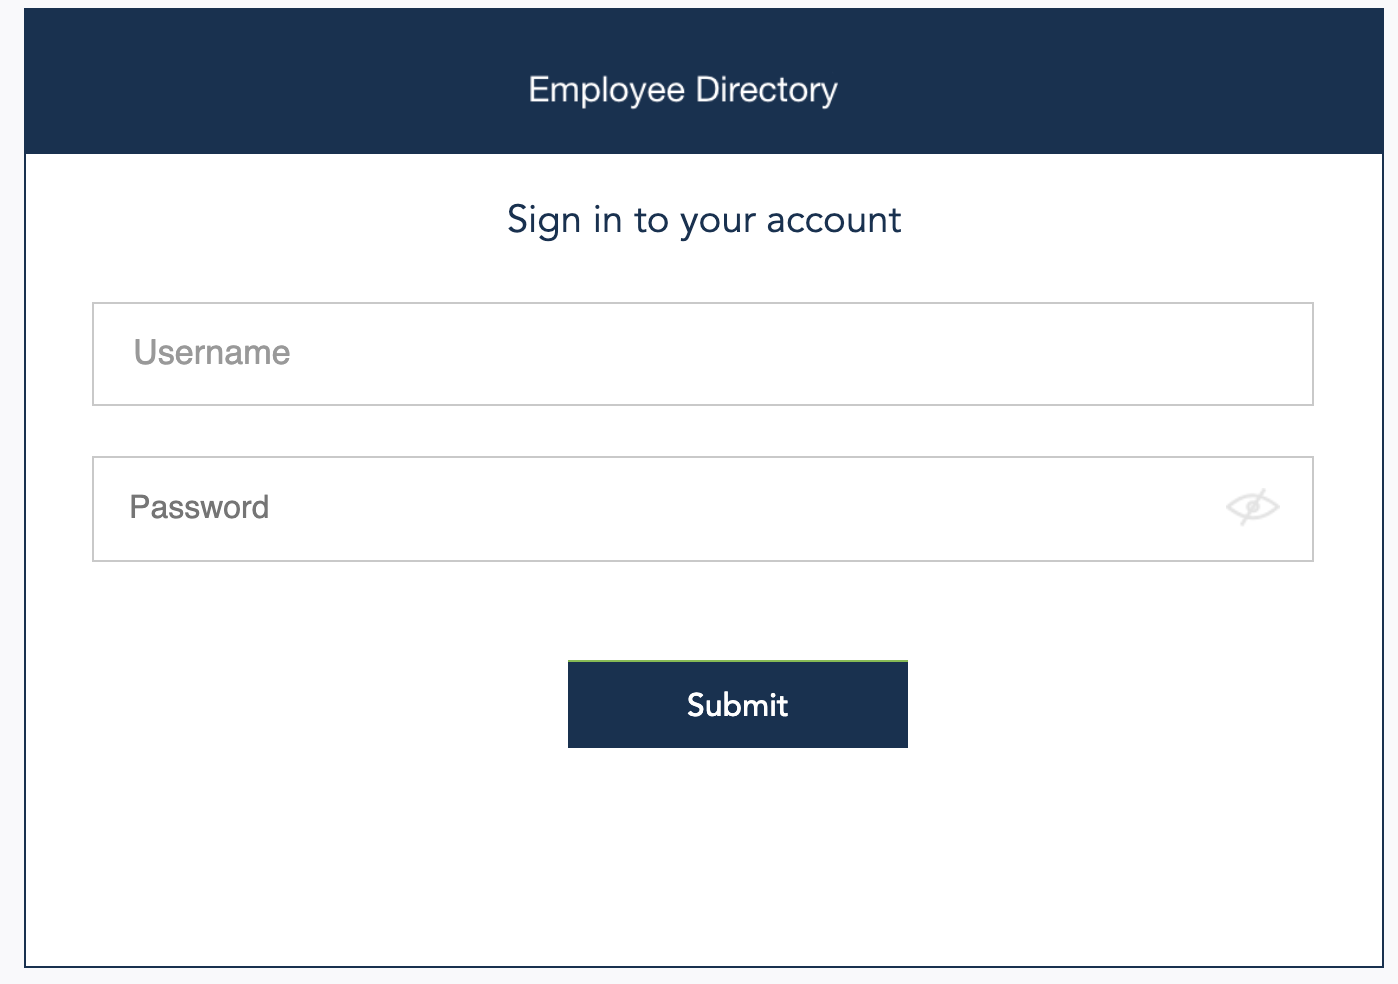 Employee Directory
Sign in to your account
Username
Password
Submit